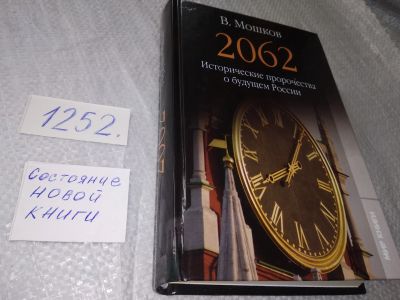 В. Мошков
2062
Исторические пророчества
о будущем России
1252.
Состояние
НОВОЙ
КНИГИ